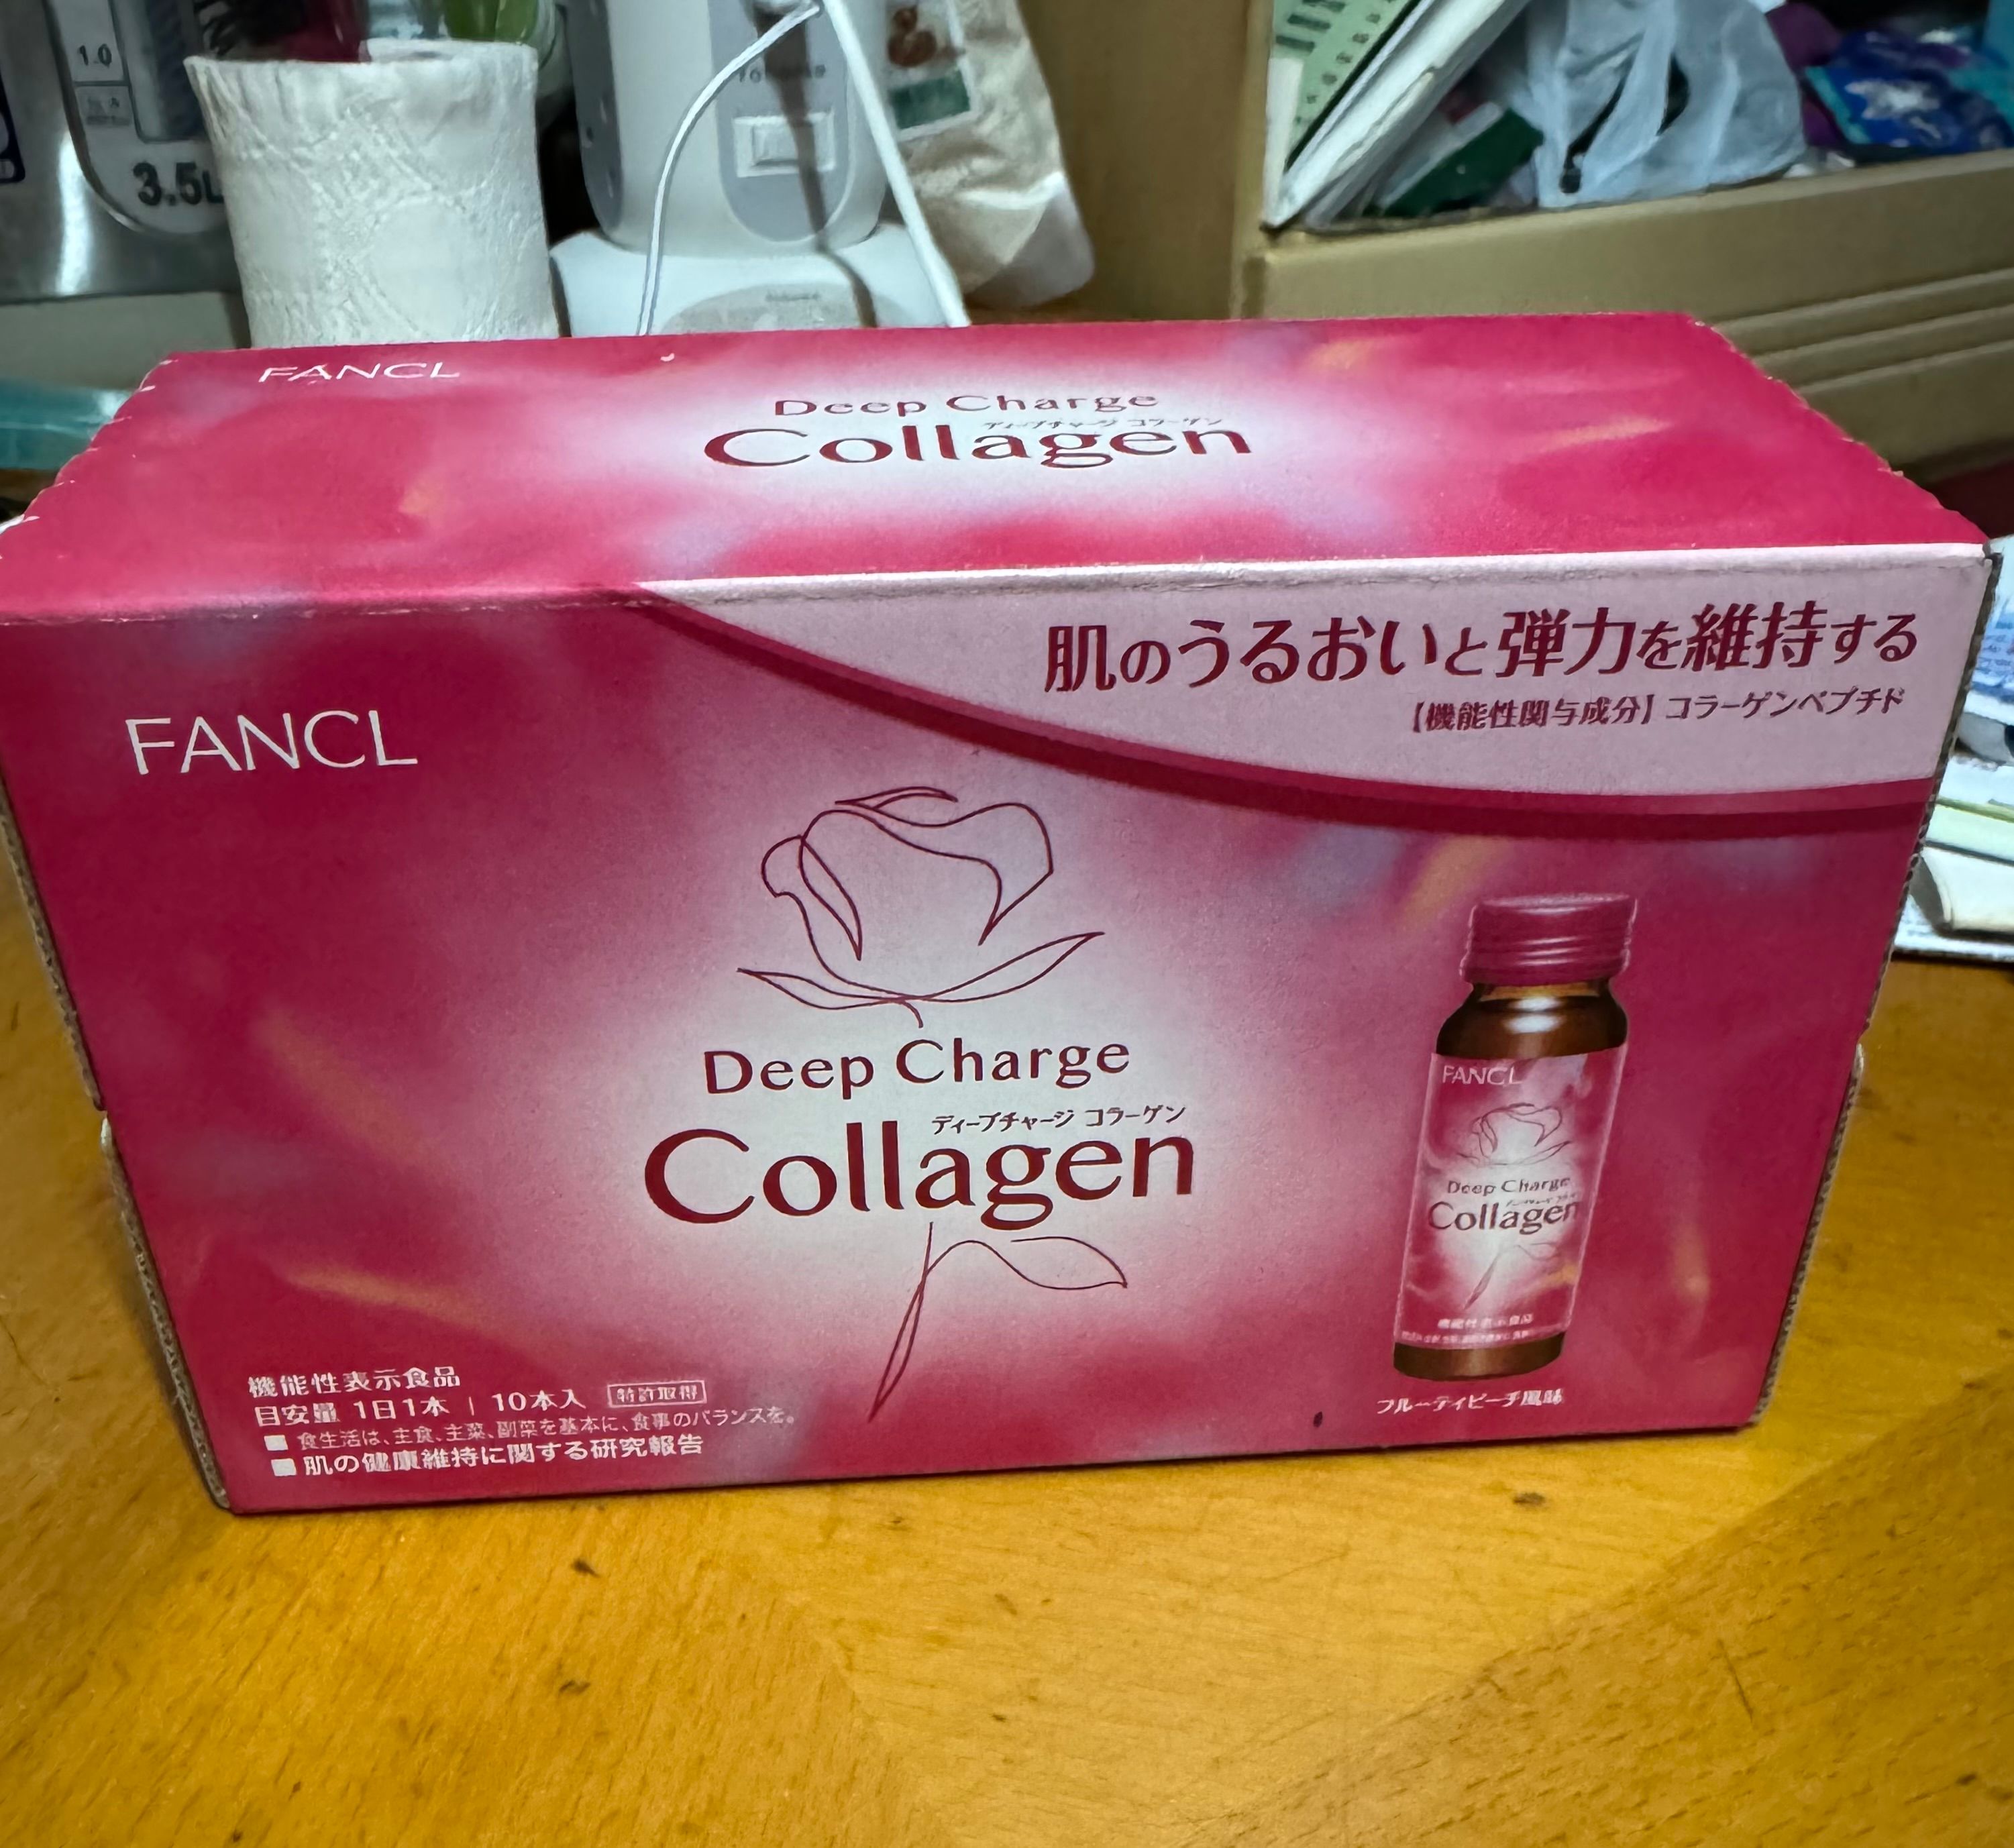 1.0
3.5L
FANCL
Deep Charge
ディープチャージ コラーゲン
Collagen
肌のうるおいと弾力を維持する
【機能性関与成分】コラーゲンペプチド
FANCL
Deep Charge
ディープチャージ コラーゲン
Collagen
FANCL
Deep Charge
Collagen
機能性表示食品
フルーティピーチ風味
機能性表示食品
目安量 1日1本 | 10本入 特許取得
■ 食生活は、主食、主菜、副菜を基本に、食事のバランスを。
■ 肌の健康維持に関する研究報告